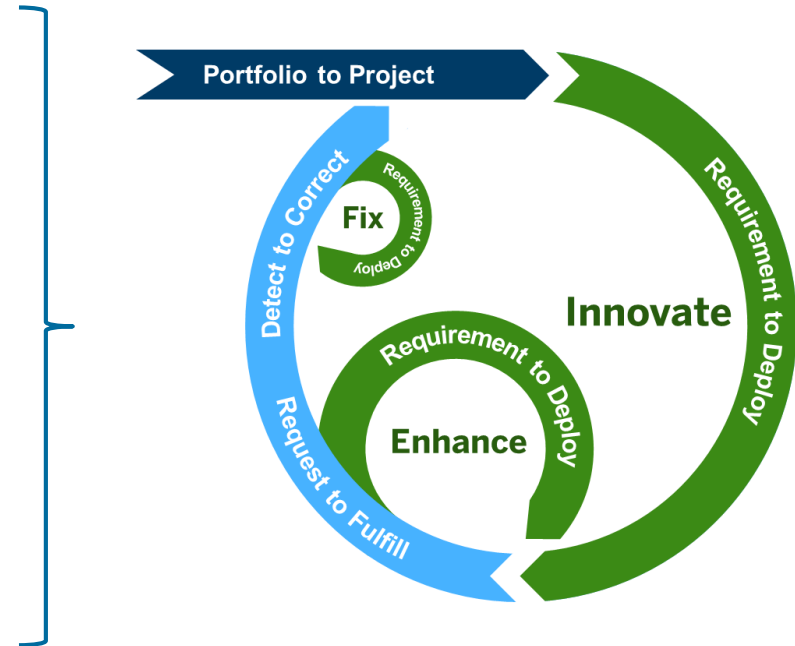 Portfolio to Project
Requirement to Deploy
Innovate
Requirement to Deploy
Fix
Detect to Correct
Requirement to Deploy
Enhance
Request to Fulfill